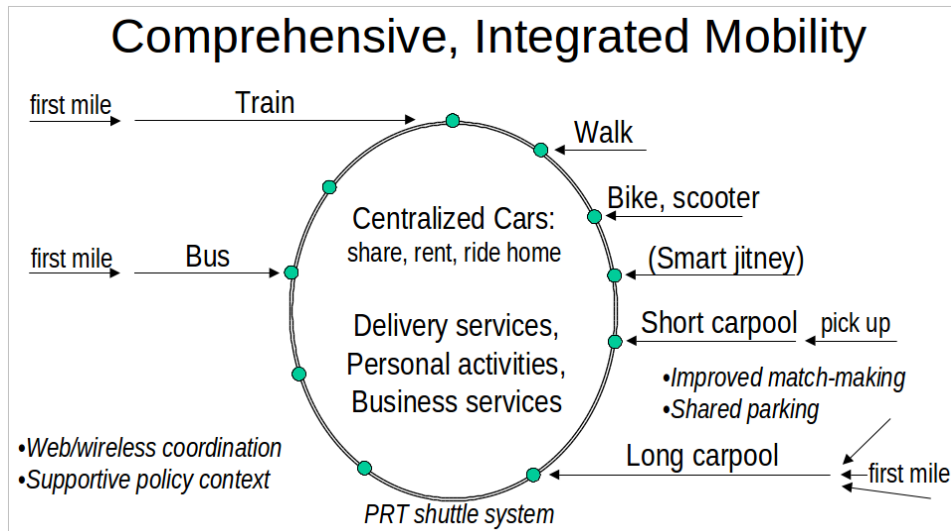 Comprehensive, Integrated Mobility
first mile
Train
Walk
Bike, scooter
Centralized Cars:
share, rent, ride home
first mile
Bus
(Smart jitney)
Delivery services,
Personal activities,
Business services
Short carpool
pick up
•Improved match-making
•Shared parking
•Web/wireless coordination
•Supportive policy context
Long carpool
first mile
PRT shuttle system